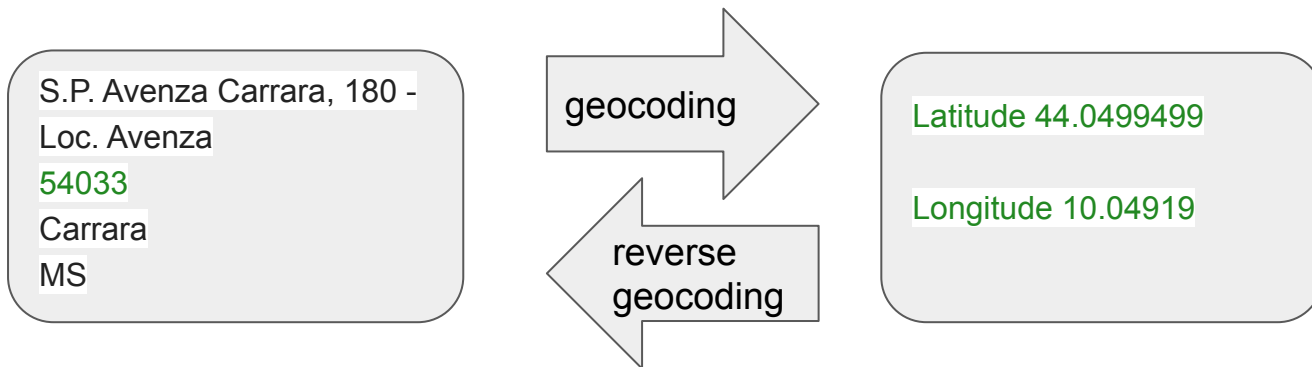 S.P. Avenza Carrara, 180 -
Loc. Avenza
54033
Carrara
MS
geocoding
reverse
geocoding
Latitude 44.0499499
Longitude 10.04919